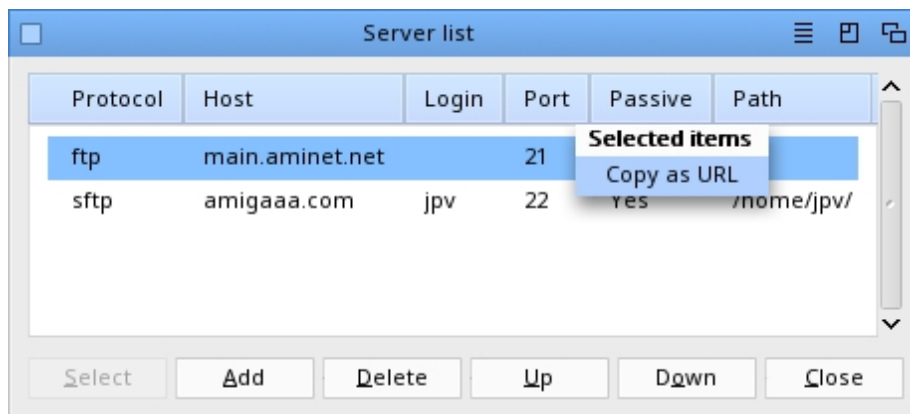 Server list
Protocol Host Login Port Passive Path
ftp main.aminet.net 21
Selected items
Copy as URL
sftp amigaaa.com jpv 22 Yes /home/jpv/
Select Add Delete Up Down Close